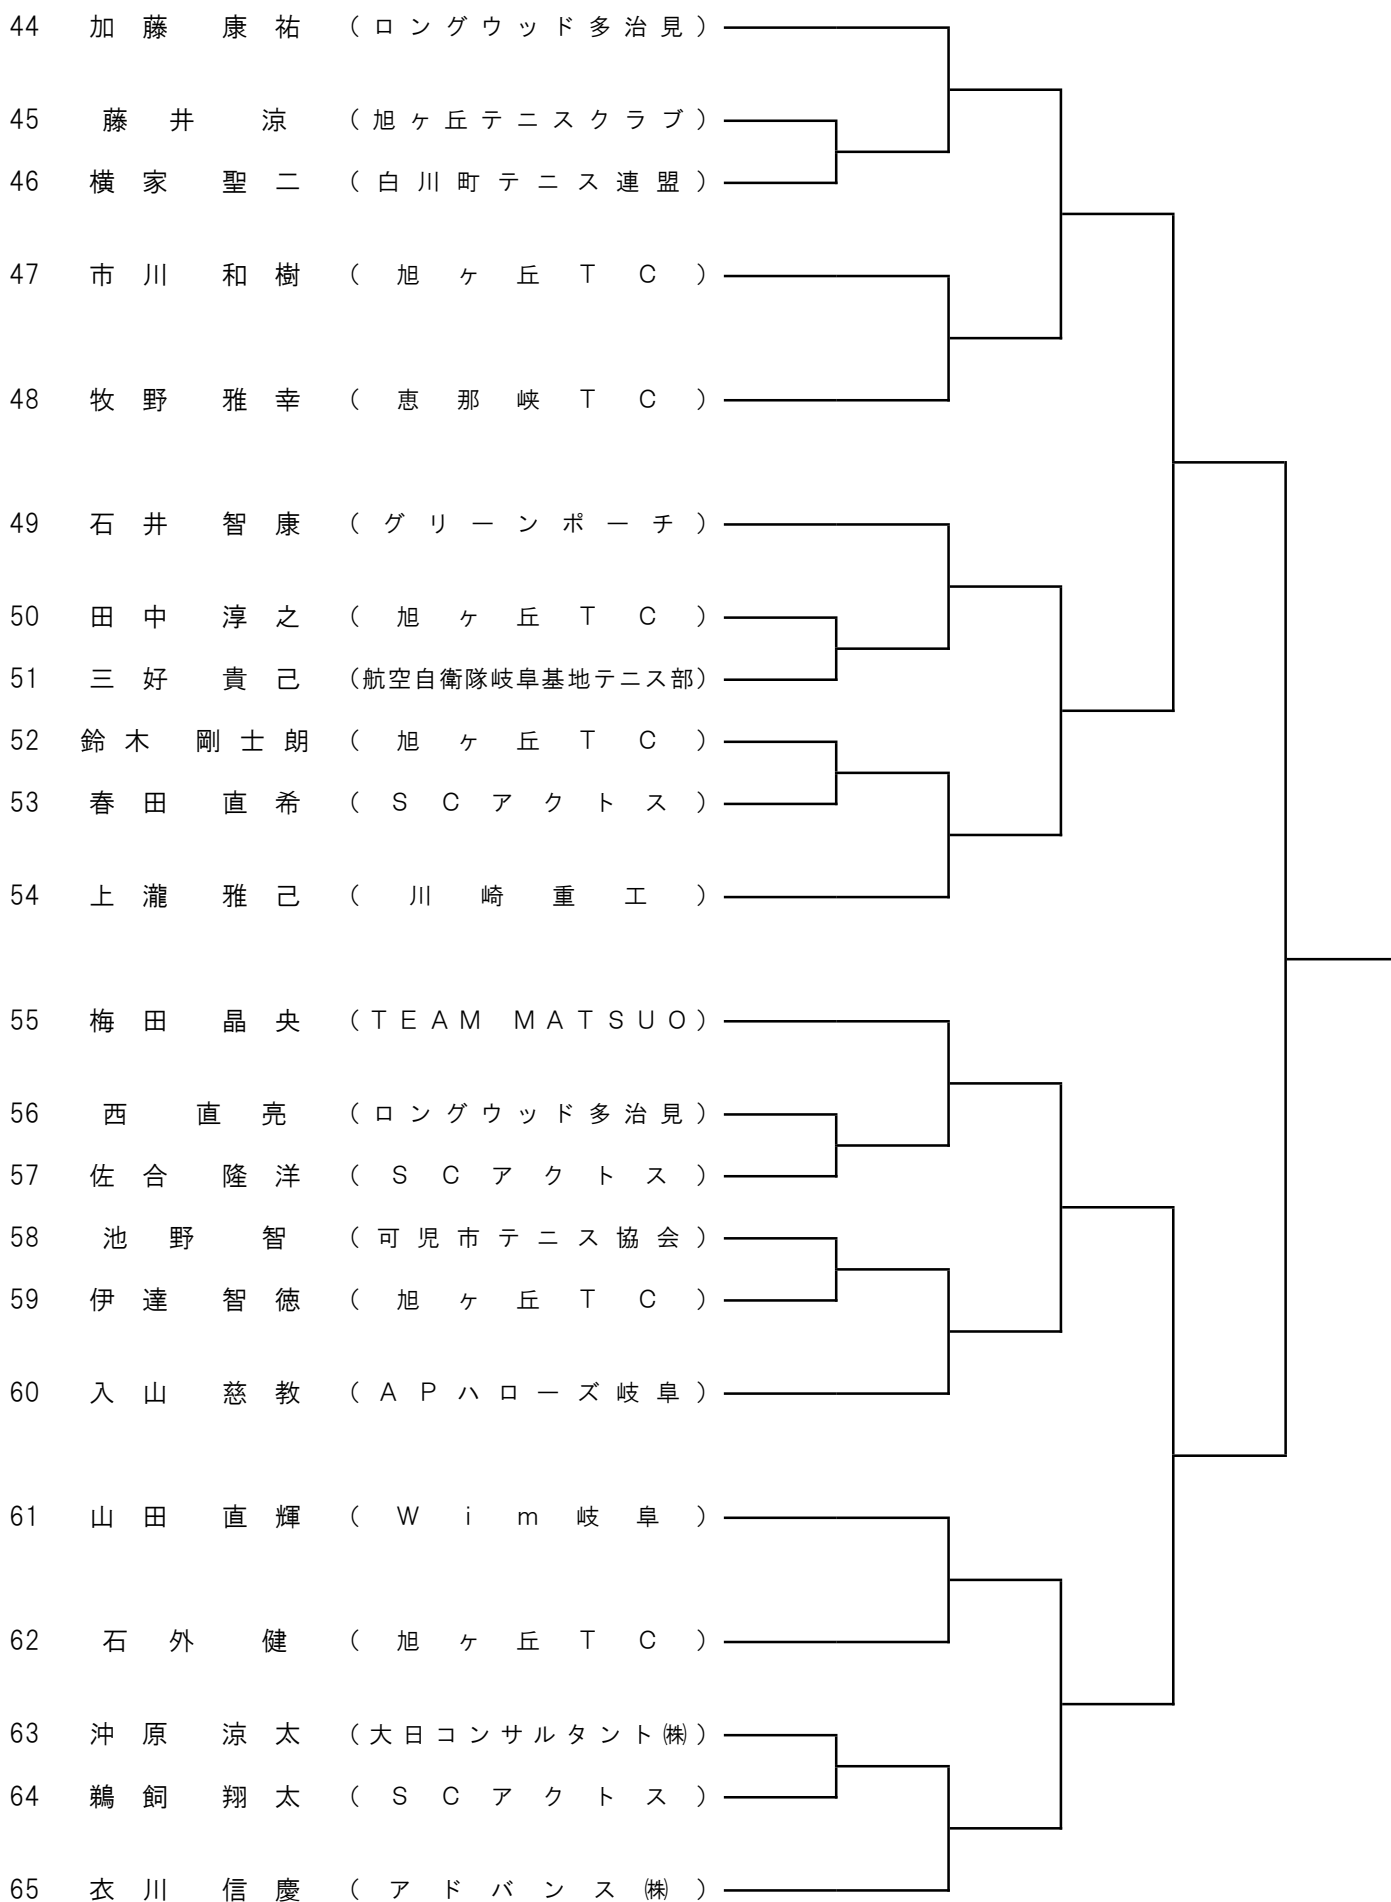 44 加藤 康祐 (ロングウッド多治見)
45 藤井 涼 (旭ヶ丘テニスクラブ)
46 横家 聖二 (白川町テニス連盟)
47 市川 和樹 (旭ヶ丘TC)
48 牧野 雅幸 (恵那峡TC)
49 石井 智康 (グリーンポーチ)
50 田中 淳之 (旭ヶ丘TC)
51 三好 貴己 (航空自衛隊岐阜基地テニス部)
52 鈴木 剛士朗 (旭ヶ丘TC)
53 春田 直希 (SCアクトス)
54 上瀧 雅己 (川崎重工)
55 梅田 晶央 (TEAM MATSUO)
56 西 直亮 (ロングウッド多治見)
57 佐合 隆洋 (SCアクトス)
58 池野 智 (可児市テニス協会)
59 伊達 智徳 (旭ヶ丘TC)
60 入山 慈教 (APハローズ岐阜)
61 山田 直輝 (Wim岐阜)
62 石外 健 (旭ヶ丘TC)
63 沖原 涼太 (大日コンサルタント㈱)
64 鵜飼 翔太 (SCアクトス)
65 衣川 信慶 (アドバンス㈱)